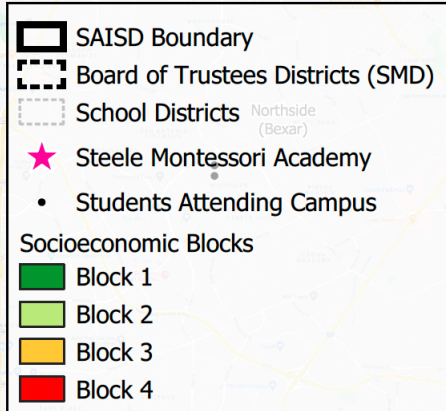 SAISD Boundary
Board of Trustees Districts (SMD)
School Districts
Northside
(Bexar)
Steele Montessori Academy
Students Attending Campus
Socioeconomic Blocks
Block 1
Block 2
Block 3
Block 4